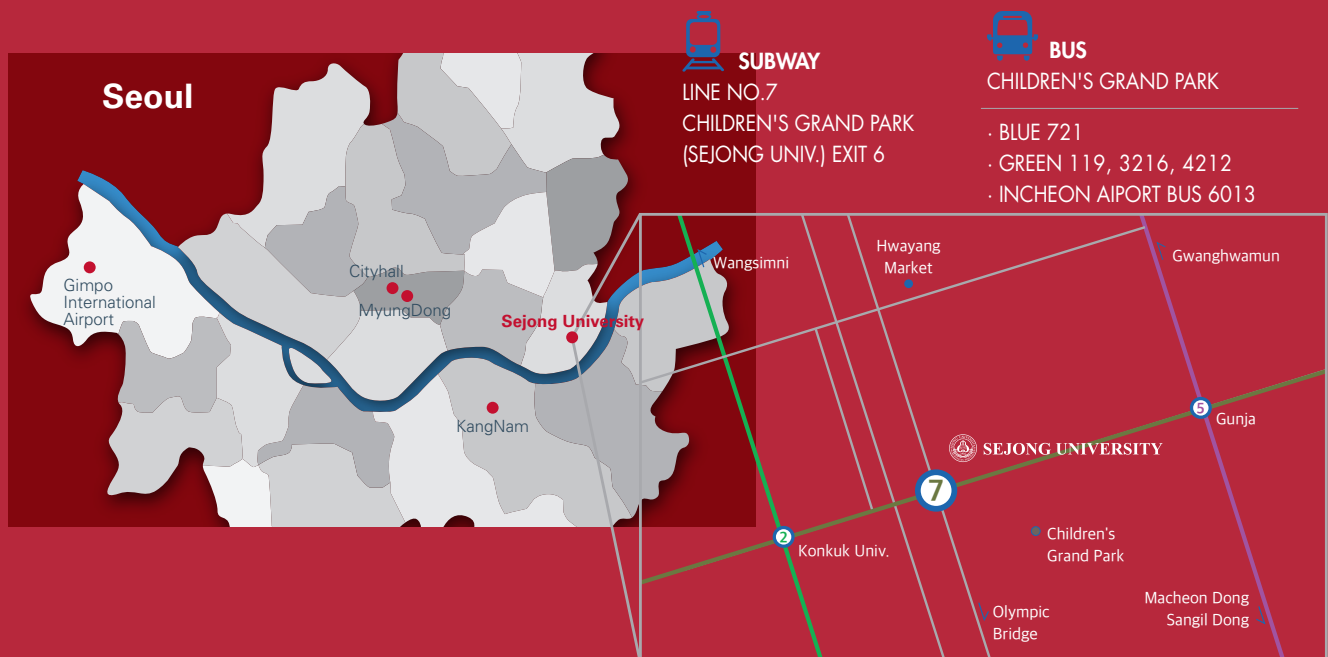 Seoul
SUBWAY
LINE NO.7
CHILDREN'S GRAND PARK
(SEJONG UNIV.) EXIT 6
BUS
CHILDREN'S GRAND PARK
· BLUE 721
· GREEN 119, 3216, 4212
· INCHEON AIPORT BUS 6013
Gimpo
International
Airport
Cityhall
MyungDong
Sejong University
KangNam
Wangsimni
Hwayang
Market
Gwanghwamun
5
Gunja
SEJONG UNIVERSITY
7
2
Konkuk Univ.
Children's
Grand Park
Olympic
Bridge
Macheon Dong
Sangil Dong